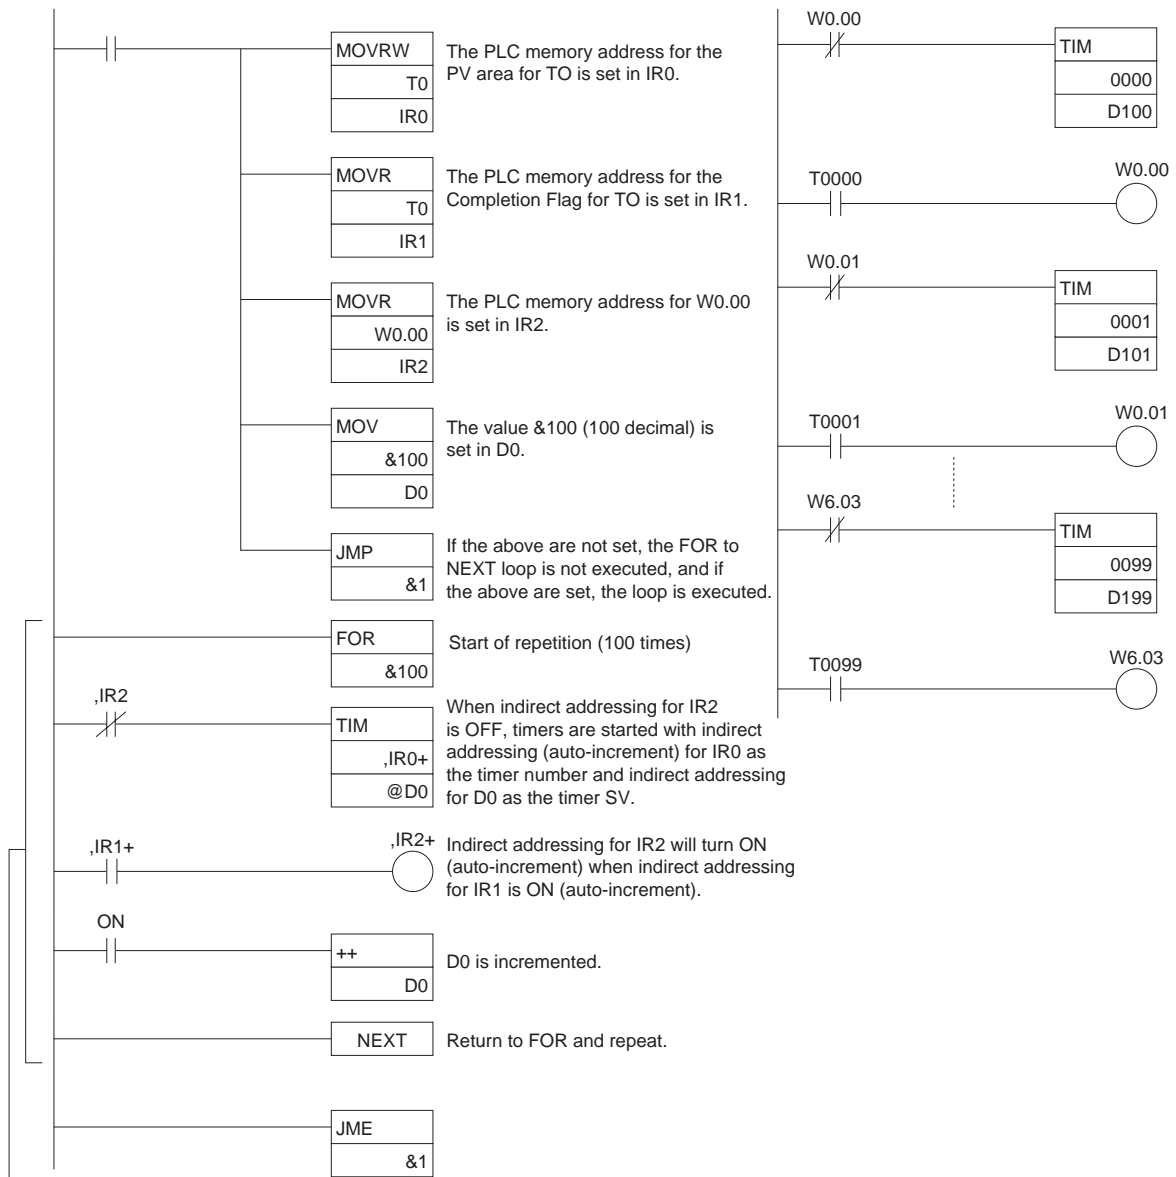 MOVRW
T0
IR0
The PLC memory address for the
PV area for TO is set in IR0.
MOVR
T0
IR1
The PLC memory address for the
Completion Flag for TO is set in IR1.
MOVR
W0.00
IR2
The PLC memory address for W0.00
is set in IR2.
MOV
&100
D0
The value &100 (100 decimal) is
set in D0.
JMP
&1
If the above are not set, the FOR to
NEXT loop is not executed, and if
the above are set, the loop is executed.
FOR
&100
Start of repetition (100 times)
,IR2
TIM
,IR0+
@D0
When indirect addressing for IR2
is OFF, timers are started with indirect
addressing (auto-increment) for IR0 as
the timer number and indirect addressing
for D0 as the timer SV.
,IR1+
,IR2+
Indirect addressing for IR2 will turn ON
(auto-increment) when indirect addressing
for IR1 is ON (auto-increment).
ON
++
D0
D0 is incremented.
NEXT
Return to FOR and repeat.
JME
&1
W0.00
TIM
0000
D100
T0000
W0.00
W0.01
TIM
0001
D101
T0001
W0.01
W6.03
TIM
0099
D199
T0099
W6.03